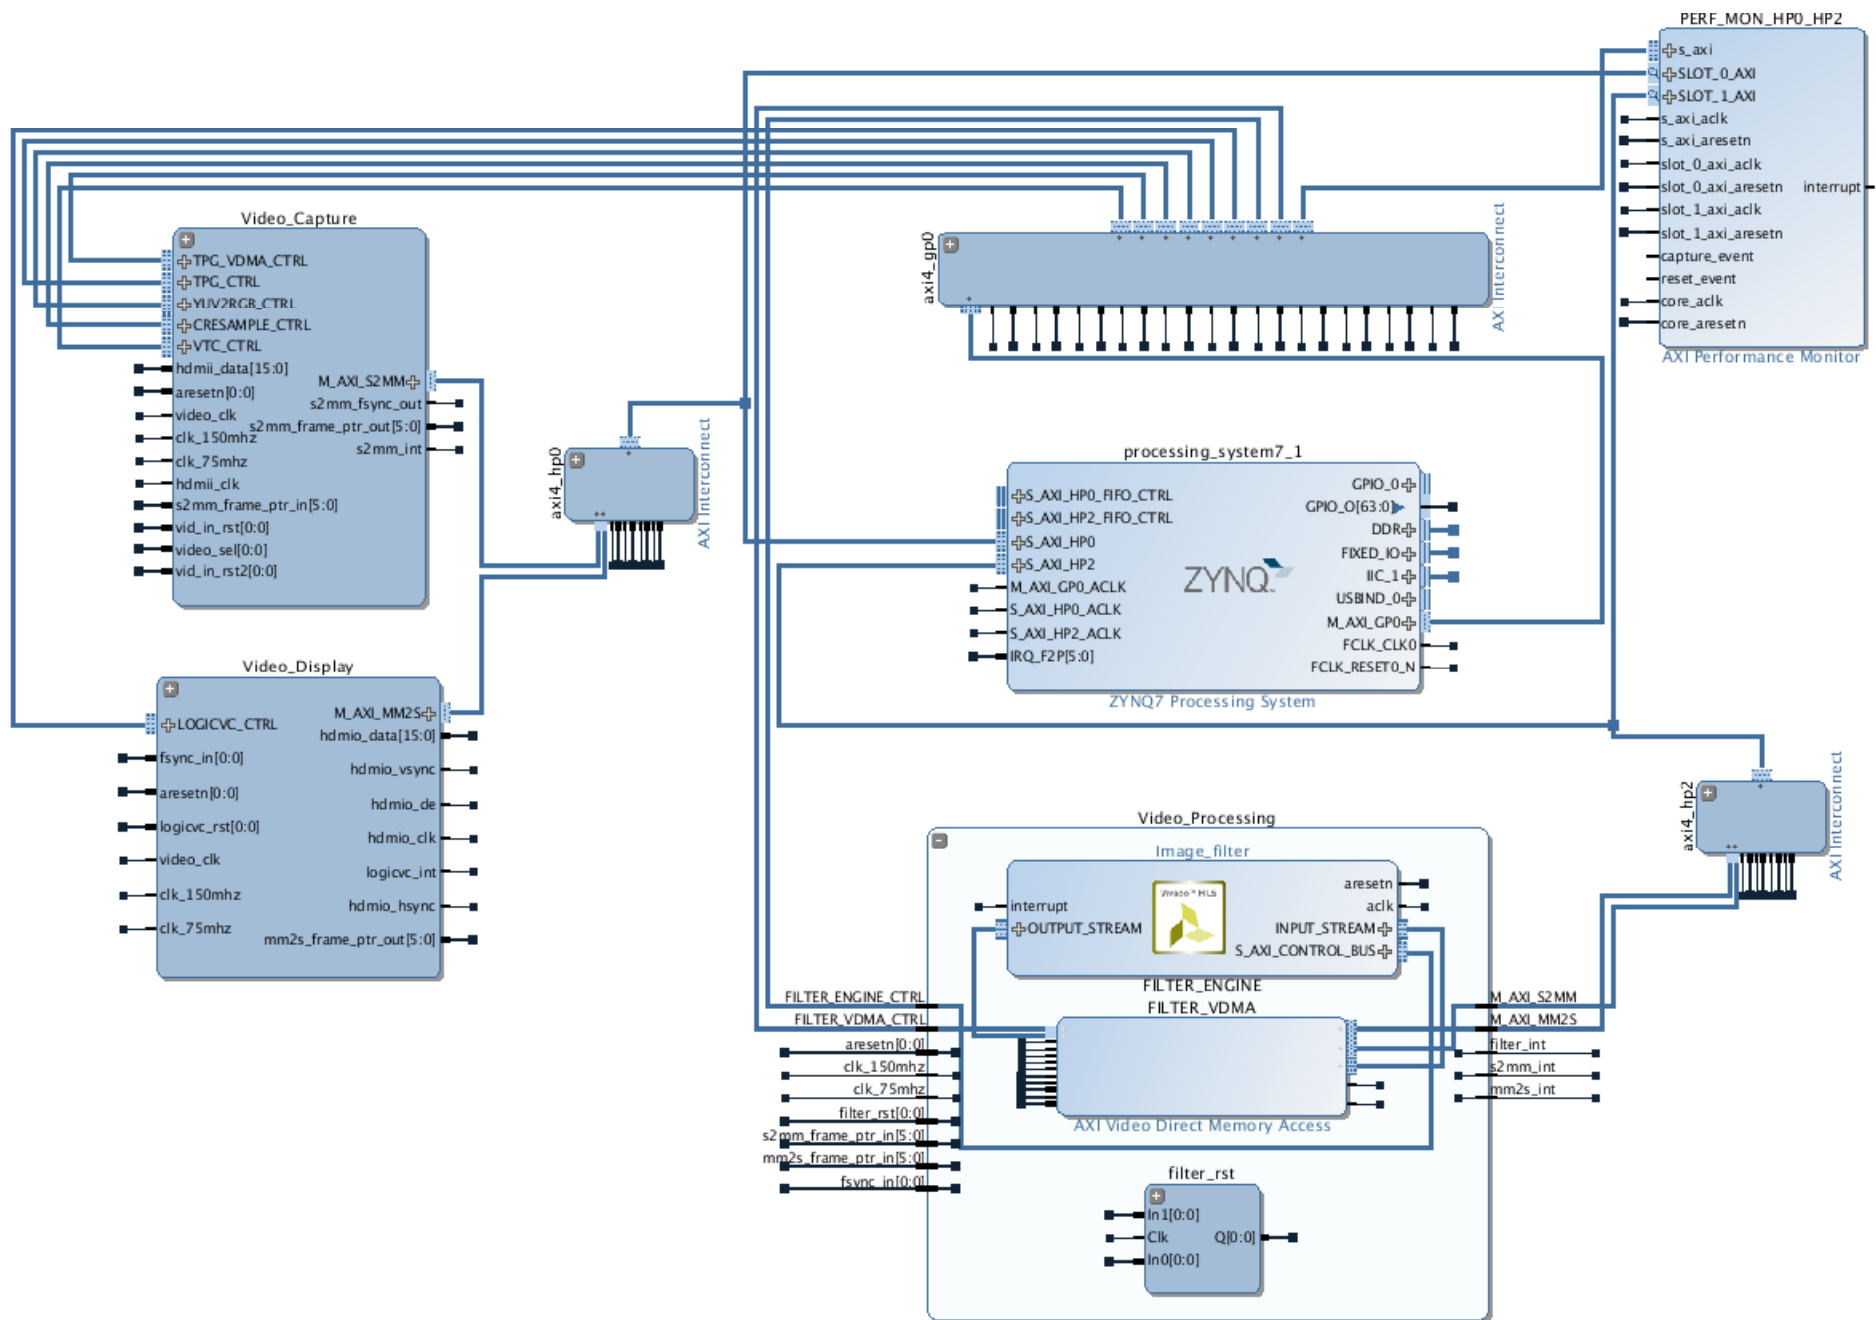 PERF_MON_HP0_HP2
s_axi
SLOT_0_AXI
SLOT_1_AXI
s_axi_aclk
s_axi_aresetn
slot_0_axi_aclk
slot_0_axi_aresetn
interrupt
slot_1_axi_aclk
slot_1_axi_aresetn
capture_event
reset_event
core_aclk
core_aresetn
AXI Performance Monitor
Video_Capture
TPG_VDMA_CTRL
TPG_CTRL
YUV2RGB_CTRL
CRESAMPLE_CTRL
VTC_CTRL
hdmii_data[15:0]
aresetn[0:0]
video_clk
clk_150mhz
clk_75mhz
hdmii_clk
s2mm_frame_ptr_in[5:0]
vid_in_rst[0:0]
video_sel[0:0]
vid_in_rst2[0:0]
M_AXI_S2MM
s2mm_fsync_out
s2mm_frame_ptr_out[5:0]
s2mm_int
axi4_hp0
AXI Interconnect
axi4_gp0
AXI Interconnect
processing_system7_1
S_AXI_HP0_FIFO_CTRL
S_AXI_HP2_FIFO_CTRL
S_AXI_HP0
S_AXI_HP2
M_AXI_GP0_ACLK
S_AXI_HP0_ACLK
S_AXI_HP2_ACLK
IRQ_F2P[5:0]
ZYNQ
GPIO_0
GPIO_O[63:0]
DDR
FIXED_IO
IIC_1
USBIND_0
M_AXI_GP0
FCLK_CLK0
FCLK_RESET0_N
ZYNQ7 Processing System
Video_Display
LOGICVC_CTRL
fsync_in[0:0]
aresetn[0:0]
logicvc_rst[0:0]
video_clk
clk_150mhz
clk_75mhz
M_AXI_MM2S
hdmio_data[15:0]
hdmio_vsync
hdmio_de
hdmio_clk
logicvc_int
hdmio_hsync
mm2s_frame_ptr_out[5:0]
axi4_hp2
AXI Interconnect
Video_Processing
Image_filter
interrupt
OUTPUT_STREAM
Vivado™ HLS
aresetn
aclk
INPUT_STREAM
S_AXI_CONTROL_BUS
FILTER_ENGINE
FILTER_VDMA
FILTER_ENGINE_CTRL
FILTER_VDMA_CTRL
aresetn[0:0]
clk_150mhz
clk_75mhz
filter_rst[0:0]
s2mm_frame_ptr_in[5:0]
mm2s_frame_ptr_in[5:0]
fsync_in[0:0]
M_AXI_S2MM
M_AXI_MM2S
filter_int
s2mm_int
mm2s_int
AXI Video Direct Memory Access
filter_rst
In1[0:0]
Clk
In0[0:0]
Q[0:0]